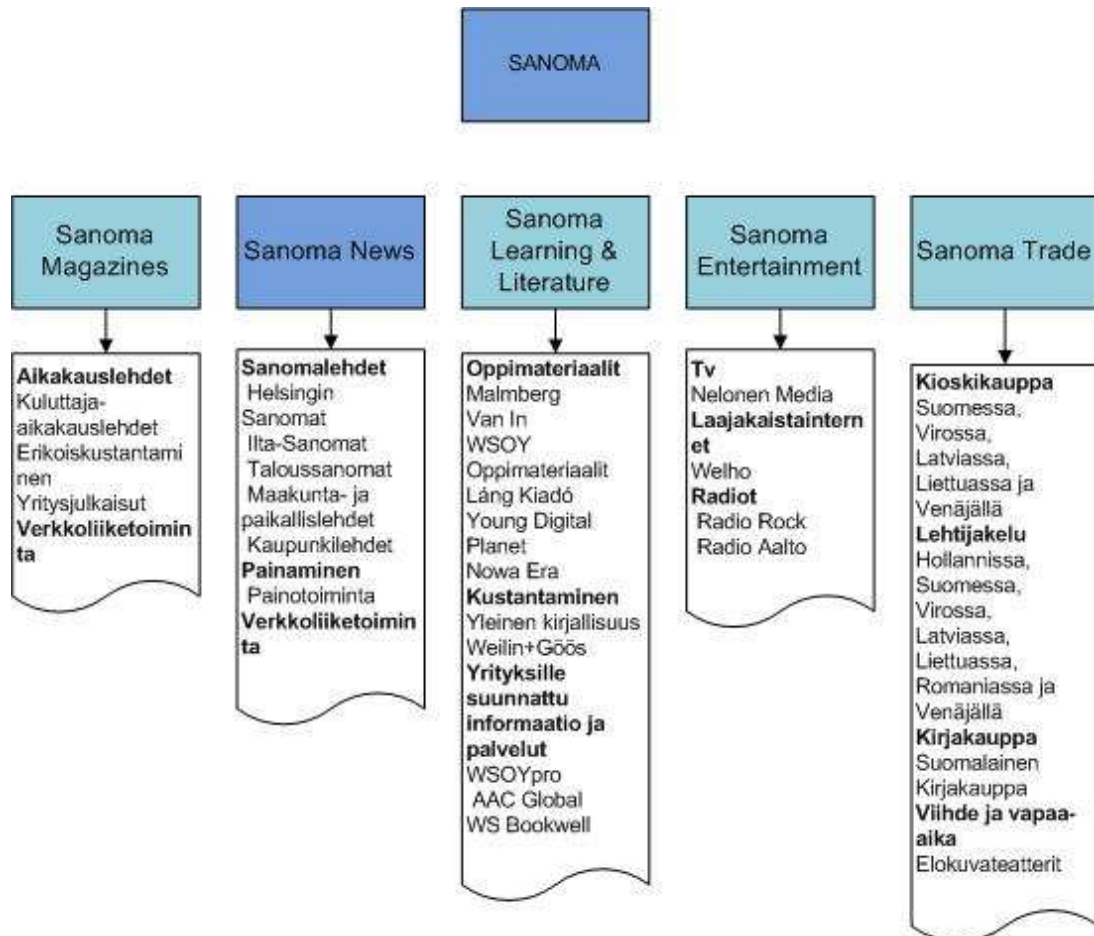 SANOMA
Sanoma
Magazines
Sanoma News
Sanoma
Learning &
Literature
Sanoma
Entertainment
Sanoma Trade
Aikakauslehdet
Kuluttaja-
aikakauslehdet
Erikoiskustantami
nen
Yritysjulkaisut
Verkkoliiketoimin
ta
Sanomalehdet
Helsingin
Sanomat
Ilta-Sanomat
Taloussanomat
Maakunta- ja
paikallislehdet
Kaupunkilehdet
Painaminen
Painotoiminta
Verkkoliiketoimin
ta
Oppimateriaalit
Malmberg
Van In
WSOY
Oppimateriaalit
Láng Kiadó
Young Digital
Planet
Nowa Era
Kustantaminen
Yleinen kirjallisuus
Weilin+Göös
Yrityksille
suunnattu
informaatio ja
palvelut
WSOYpro
AAC Global
WS Bookwell
Tv
Nelonen Media
Laajakaistaintern
et
Welho
Radiot
Radio Rock
Radio Aalto
Kioskikauppa
Suomessa,
Virossa,
Latviassa,
Liettuassa ja
Venäjällä
Lehtijakelu
Hollannissa,
Suomessa,
Virossa,
Latviassa,
Liettuassa,
Romaniassa ja
Venäjällä
Kirjakauppa
Suomalainen
Kirjakauppa
Viihde ja vapaa-
aika
Elokuvateatterit